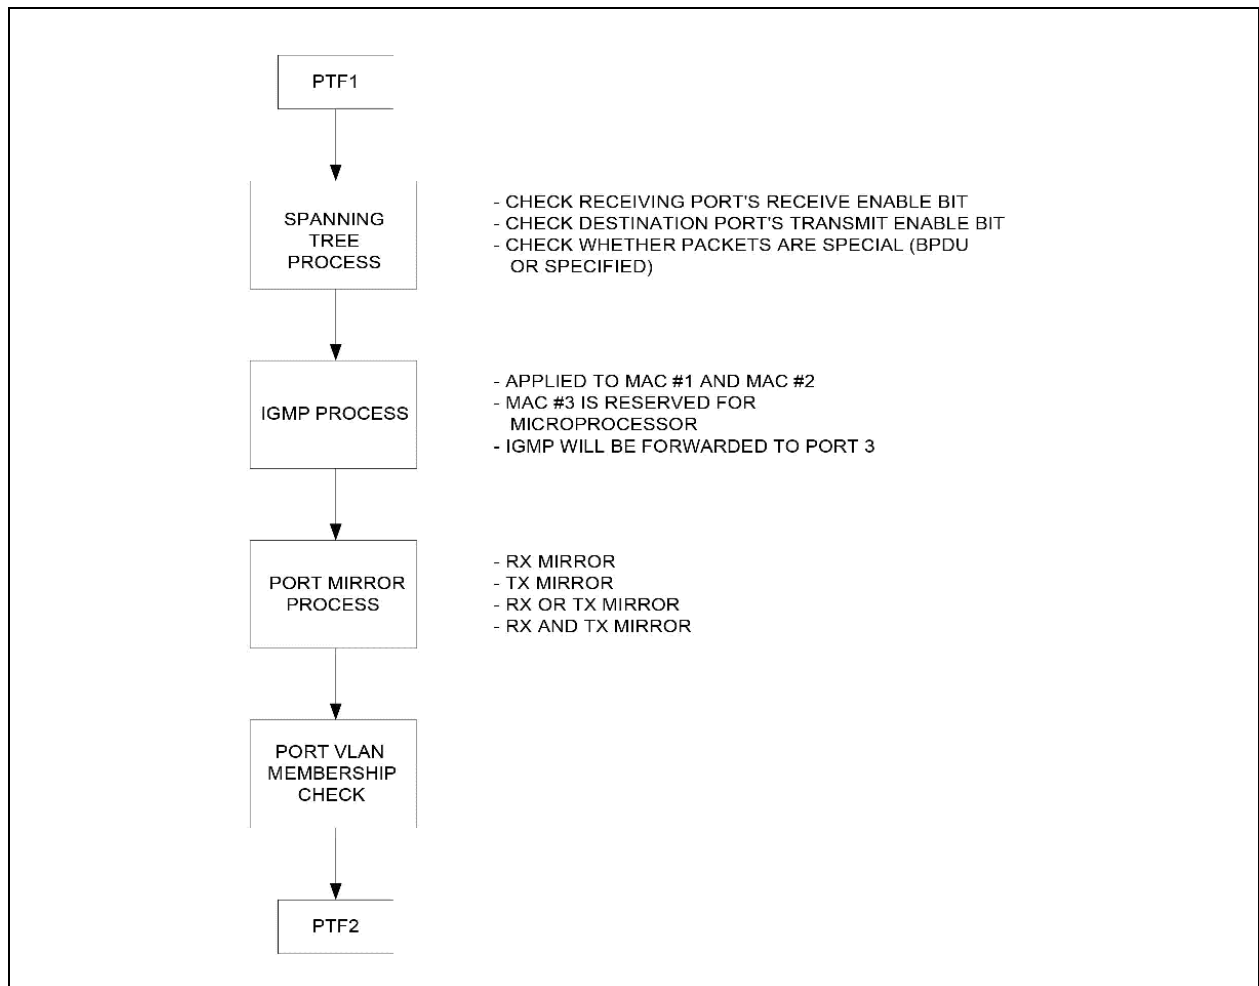 PTF1
SPANNING
TREE
PROCESS
- CHECK RECEIVING PORT'S RECEIVE ENABLE BIT
- CHECK DESTINATION PORT'S TRANSMIT ENABLE BIT
- CHECK WHETHER PACKETS ARE SPECIAL (BPDU
OR SPECIFIED)
IGMP PROCESS
- APPLIED TO MAC #1 AND MAC #2
- MAC #3 IS RESERVED FOR
MICROPROCESSOR
- IGMP WILL BE FORWARDED TO PORT 3
PORT MIRROR
PROCESS
- RX MIRROR
- TX MIRROR
- RX OR TX MIRROR
- RX AND TX MIRROR
PORT VLAN
MEMBERSHIP
CHECK
PTF2